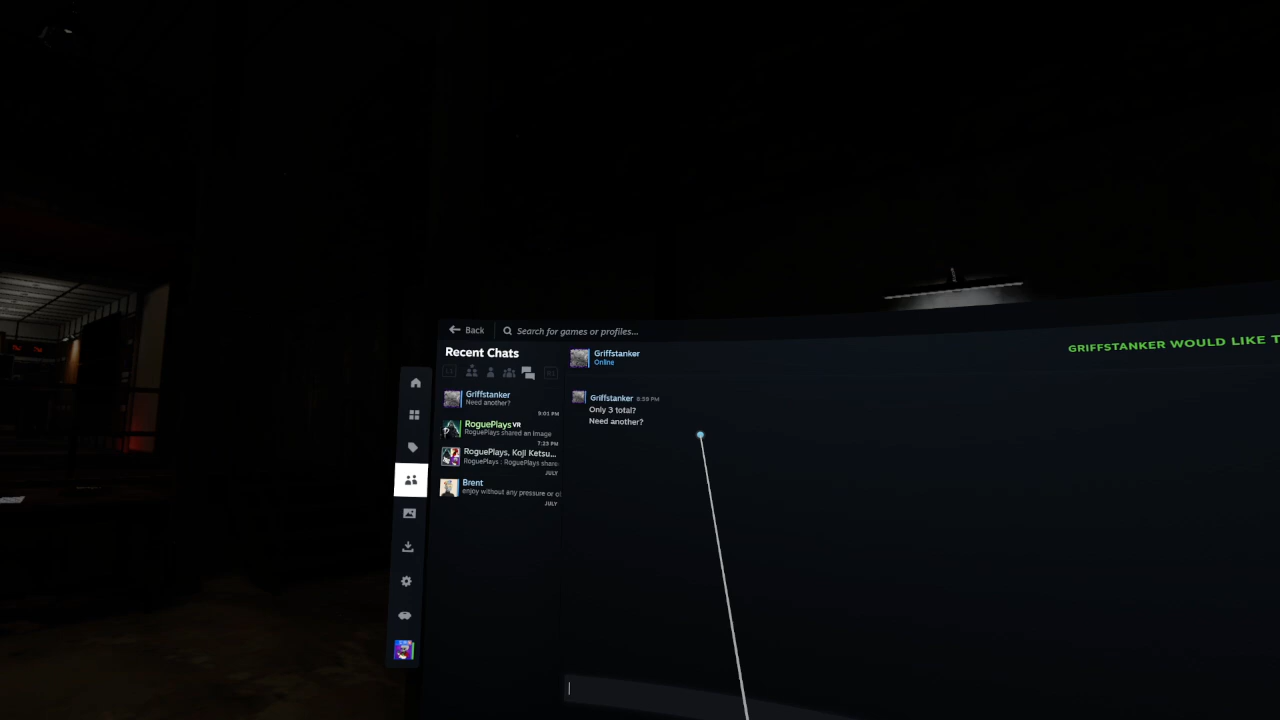 Back
Search for games or profiles...
Recent Chats
Griffstanker
Online
GRIFFSTANKER WOULD LIKE T
Griffstanker
Need another?
9:01 PM
RoguePlays VR
RoguePlays shared an image
7:23 PM
RoguePlays, Koji Ketsu...
RoguePlays : RoguePlays share
JULY
Brent
enjoy without any pressure or o
JULY
Griffstanker 8:59 PM
Only 3 total?
Need another?